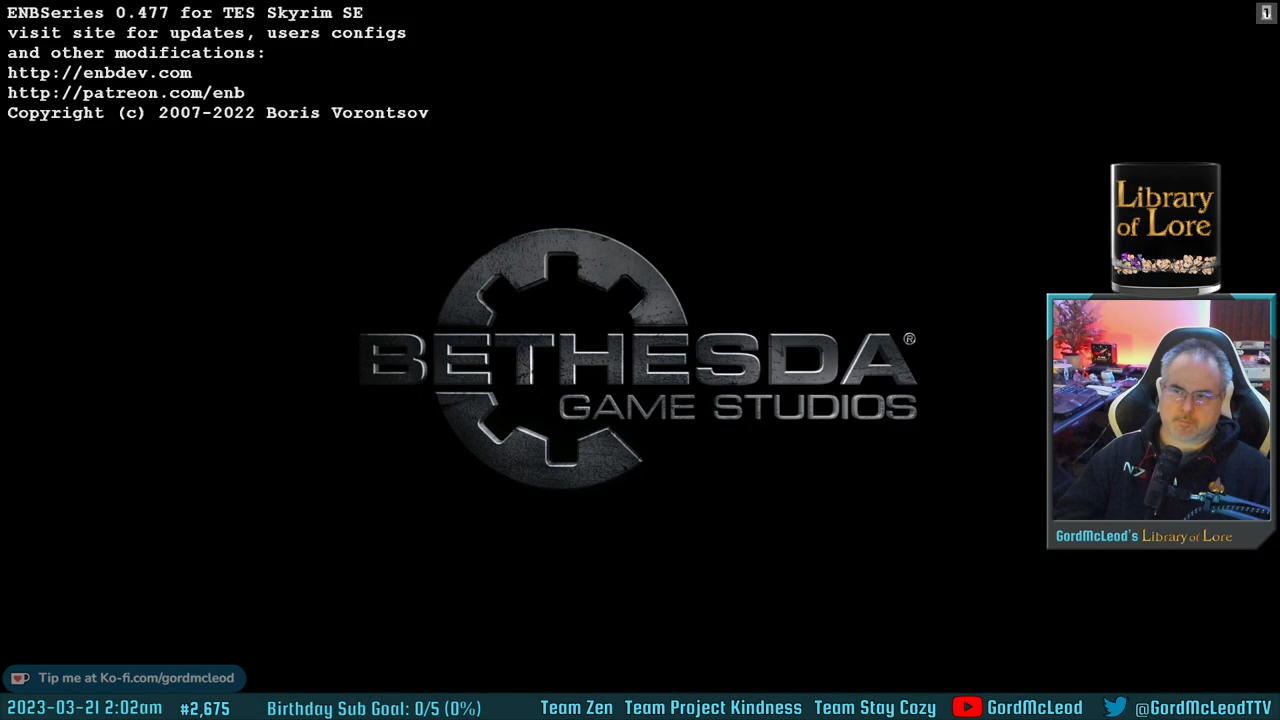 ENBSeries 0.477 for TES Skyrim SE
visit site for updates, users configs
and other modifications:
http://enbdev.com
http://patreon.com/enb
Copyright (c) 2007-2022 Boris Vorontsov
1
Library
of Lore
BETHESDA®
GAME STUDIOS
N7
GordMcLeod's Library of Lore
Tip me at Ko-fi.com/gordmcleod
2023-03-21 2:02am #2,675 Birthday Sub Goal: 0/5 (0%) Team Zen Team Project Kindness Team Stay Cozy GordMcLeod @GordMcLeodTTV